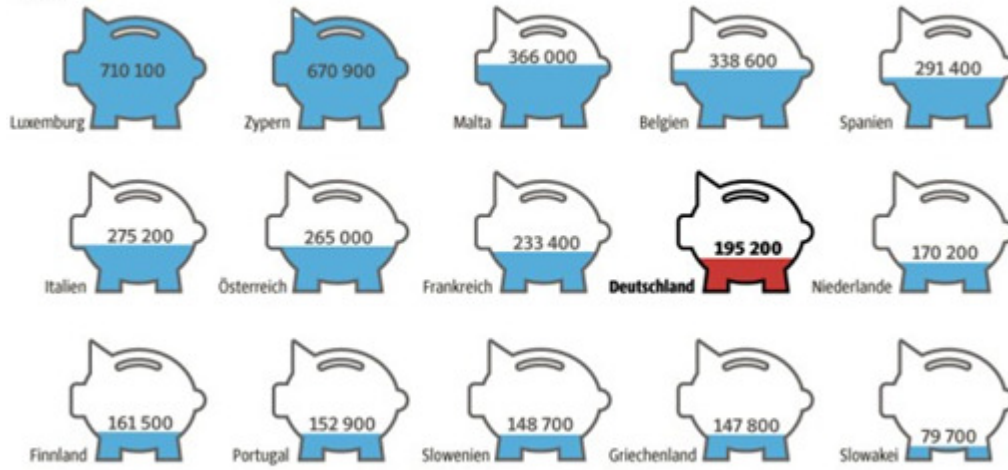 710 100
Luxemburg
670 900
Zypern
366 000
Malta
338 600
Belgien
291 400
Spanien
275 200
Italien
265 000
Österreich
233 400
Frankreich
195 200
Deutschland
170 200
Niederlande
161 500
Finnland
152 900
Portugal
148 700
Slowenien
147 800
Griechenland
79 700
Slowakei